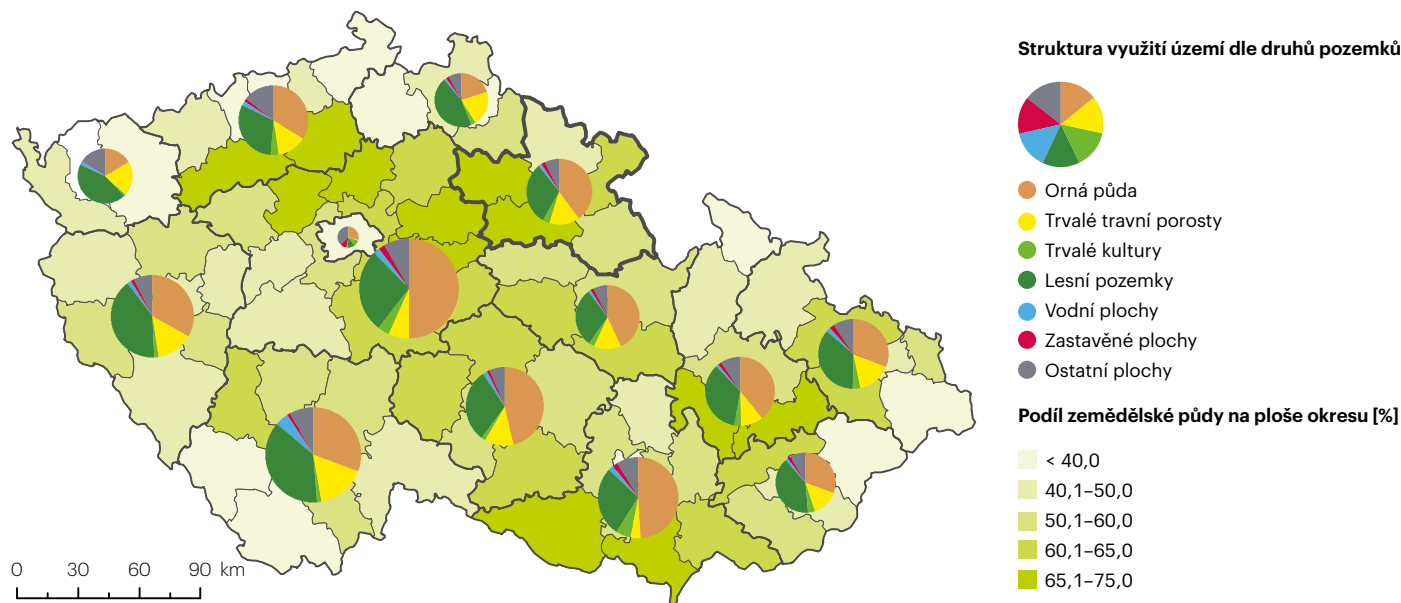 Struktura využití území dle druhů pozemků
Orná půda
Trvalé travní porosty
Trvalé kultury
Lesní pozemky
Vodní plochy
Zastavěné plochy
Ostatní plochy
Podíl zemědělské půdy na ploše okresu [%]
< 40,0
40,1–50,0
50,1–60,0
60,1–65,0
65,1–75,0
0 30 60 90 km